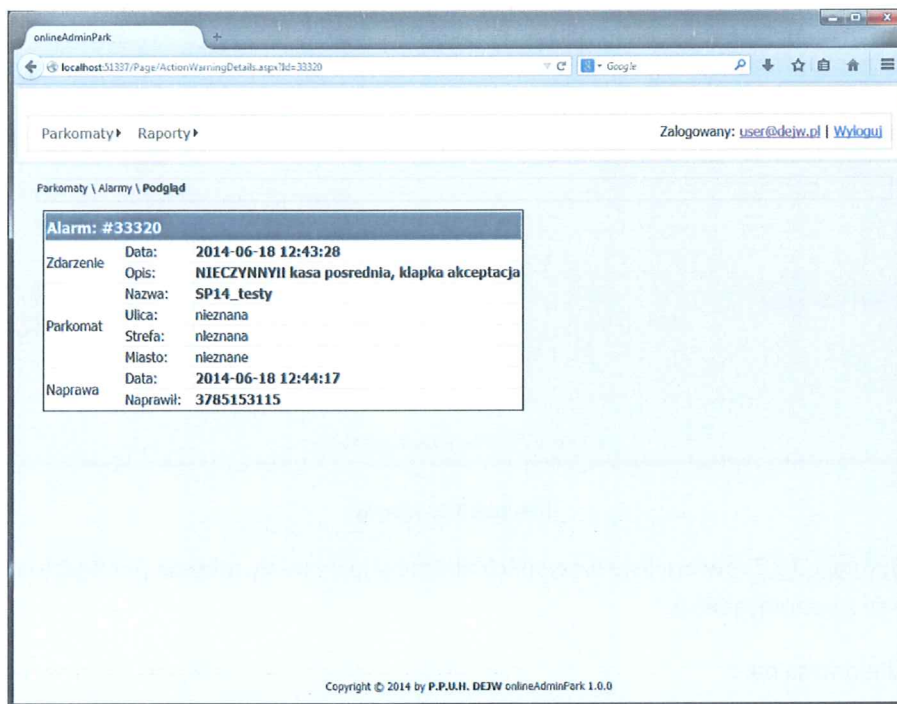 onlineAdminPark
localhost:51337/Page/ActionWarningDetails.aspx?Id=33320
Google
Parkomaty Raporty Zalogowany: user@dejw.pl | Wyloguj
Parkomaty \ Alarmy \ Podgląd
Alarm: #33320
Zdarzenie
Data: 2014-06-18 12:43:28
Opis: NIECZYNNY!! kasa posrednia, klapka akceptacja
Parkomat
Nazwa: SP14_testy
Ulica: nieznana
Strefa: nieznana
Miasto: nieznane
Naprawa
Data: 2014-06-18 12:44:17
Naprawił: 3785153115
Copyright © 2014 by P.P.U.H. DEJW onlineAdminPark 1.0.0